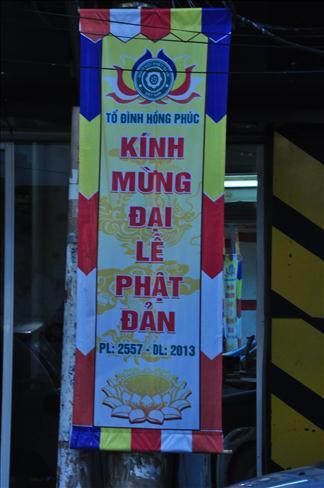 TỔ ĐÌNH HỒNG PHÚC
KÍNH
MỪNG
ĐẠI
LỄ
PHẬT
ĐẢN
PL: 2557 - DL: 2013